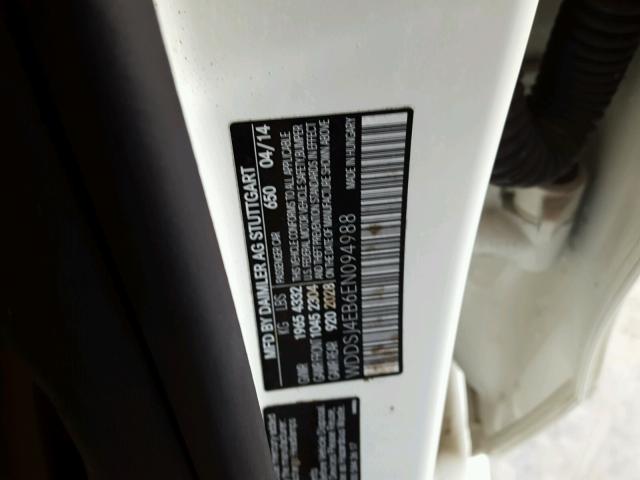 MFD BY DAIMLER AG STUTTGART
PASSENGER CAR 650 04/14
KG LBS
GVWR 1965 4332
GAWR FRONT 1045 2304
GAWR REAR 920 2028
THIS VEHICLE CONFORMS TO ALL APPLICABLE
U.S. FEDERAL MOTOR VEHICLE SAFETY, BUMPER
AND THEFT PREVENTION STANDARDS IN EFFECT
ON THE DATE OF MANUFACTURE SHOWN ABOVE
MADE IN HUNGARY
WDDSJ4EB6EN094988